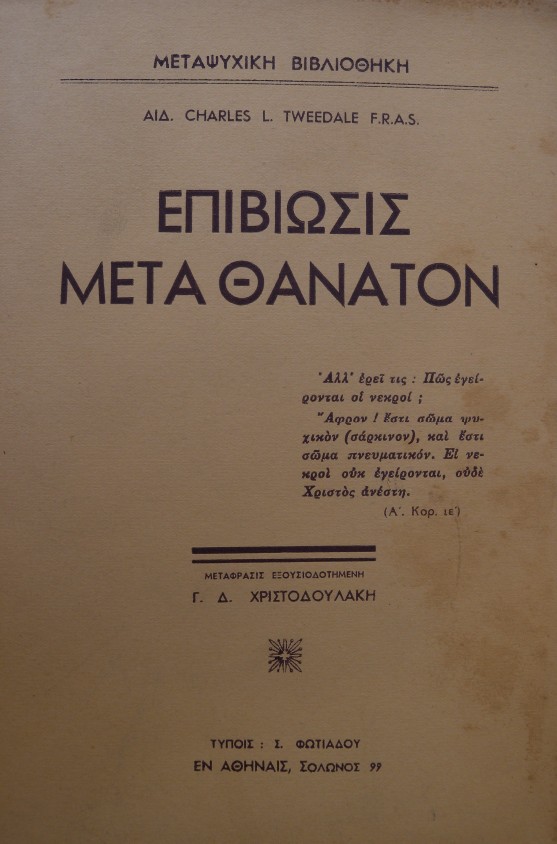 ΜΕΤΑΨΥΧΙΚΗ ΒΙΒΛΙΟΘΗΚΗ
ΑΙΔ. CHARLES L. TWEEDALE F.R.A.S.
ΕΠΙΒΙΩΣΙΣ
ΜΕΤΑ ΘΑΝΑΤΟΝ
Ἀλλ' ἐρεῖ τις : Πῶς ἐγεί-
ρονται οἱ νεκροί ;
Ἄφρον ! ἔστι σῶμα ψυ-
χικὸν (σάρκινον), καὶ ἔστι
σῶμα πνευματικόν. Εἰ νε-
κροὶ οὐκ ἐγείρονται, οὐδὲ
Χριστὸς ἀνέστη.
(Α'. Κορ. ιε')
ΜΕΤΑΦΡΑΣΙΣ ΕΞΟΥΣΙΟΔΟΤΗΜΕΝΗ
Γ. Δ. ΧΡΙΣΤΟΔΟΥΛΑΚΗ
ΤΥΠΟΙΣ : Σ. ΦΩΤΙΑΔΟΥ
ΕΝ ΑΘΗΝΑΙΣ, ΣΟΛΩΝΟΣ 99